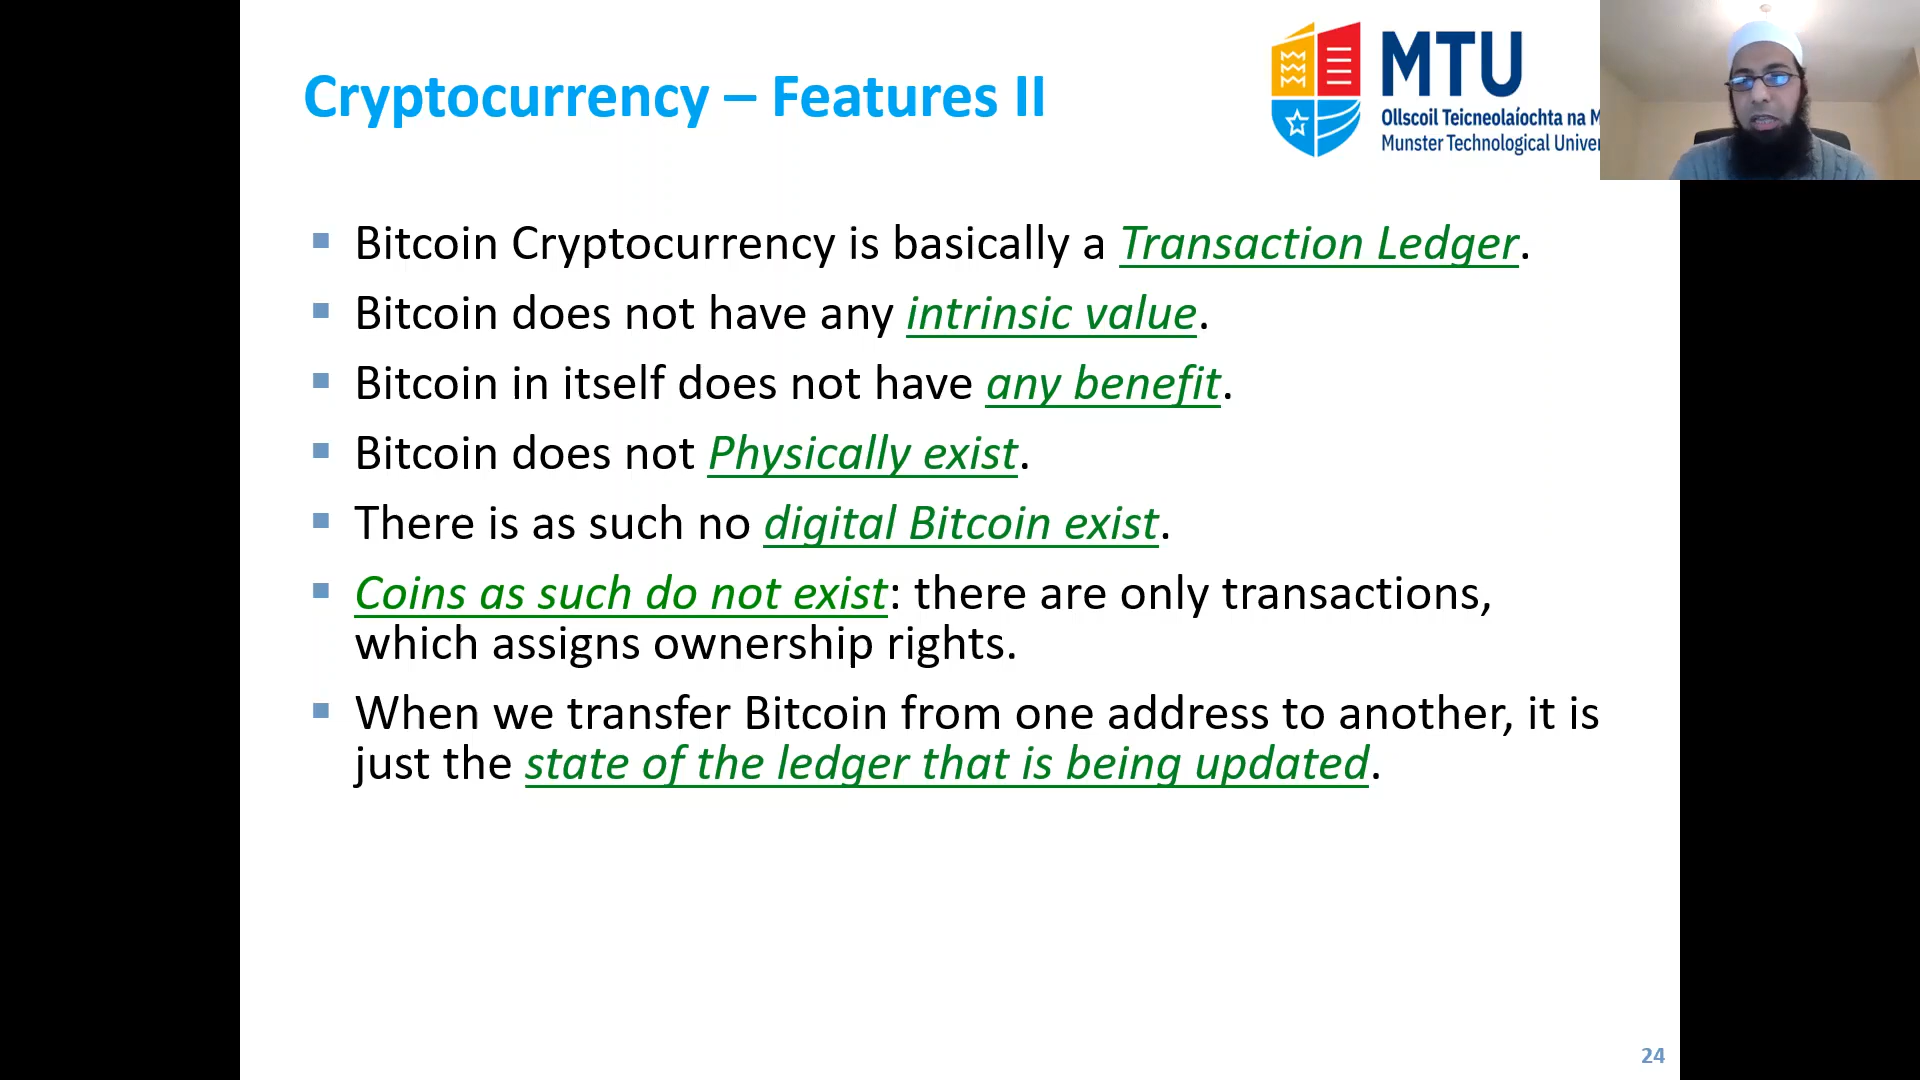 Cryptocurrency – Features II
MTU
Ollscoil Teicneolaíochta na
Munster Technological
Bitcoin Cryptocurrency is basically a Transaction Ledger.
Bitcoin does not have any intrinsic value.
Bitcoin in itself does not have any benefit.
Bitcoin does not Physically exist.
There is as such no digital Bitcoin exist.
Coins as such do not exist: there are only transactions,
which assigns ownership rights.
When we transfer Bitcoin from one address to another, it is
just the state of the ledger that is being updated.
24